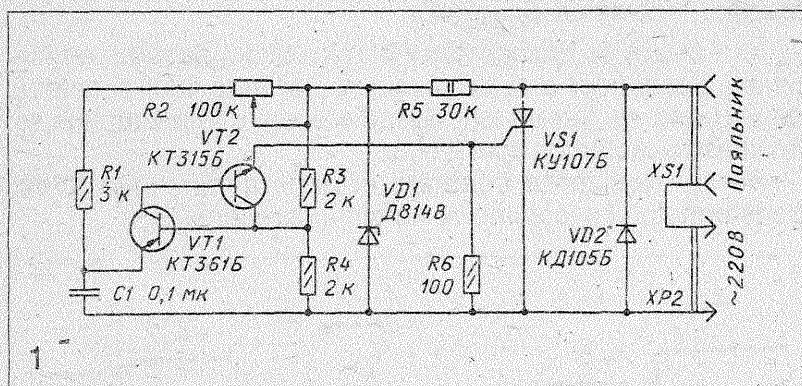 R2 100 к
R5 30 к
VT2
КТ315Б
VS1
КУ107Б
Паяльник
XS1
R1
3 к
R3
2 к
VD1
Д814В
VT1
КТ361Б
R4
2 к
R6
100
VD2
КД105Б
~220В
C1 0,1 мк
XP2
1